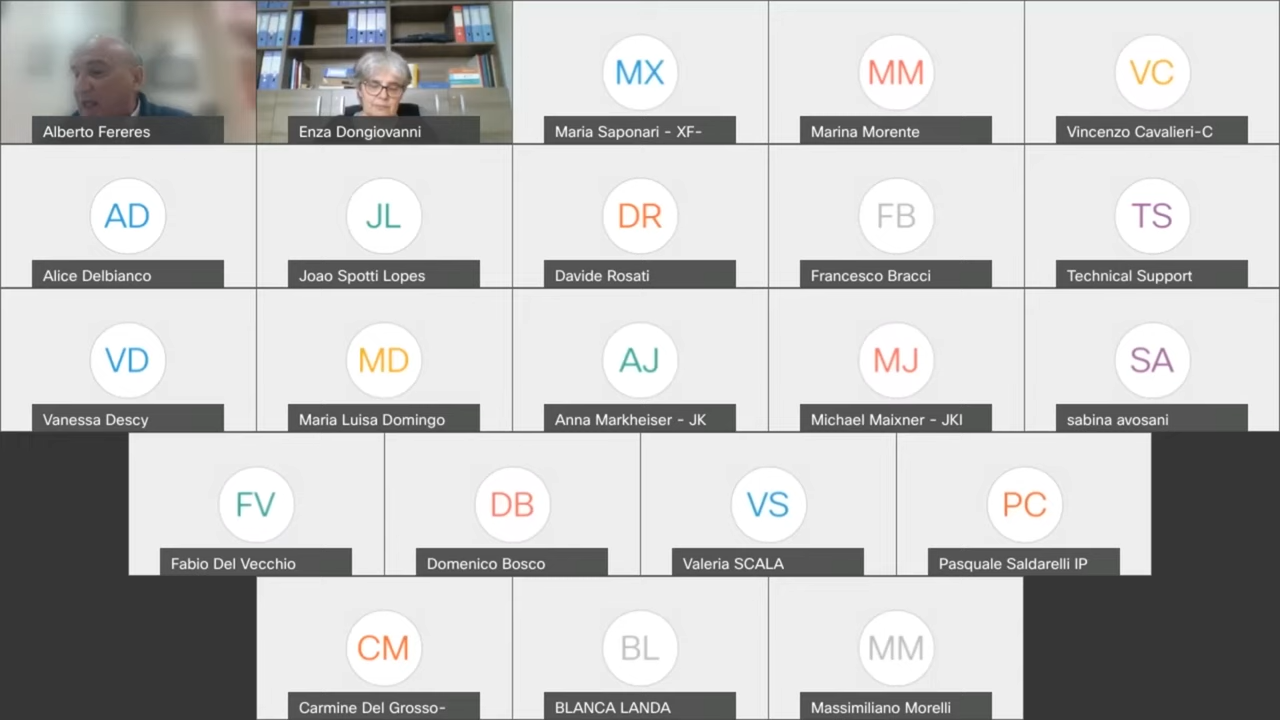 Alberto Fereres
Enza Dongiovanni
MX
Maria Saponari - XF-
MM
Marina Morente
VC
Vincenzo Cavalieri-C
AD
Alice Delbianco
JL
Joao Spotti Lopes
DR
Davide Rosati
FB
Francesco Bracci
TS
Technical Support
VD
Vanessa Descy
MD
Maria Luisa Domingo
AJ
Anna Markheiser - JK
MJ
Michael Maixner - JKI
SA
sabina avosani
FV
Fabio Del Vecchio
DB
Domenico Bosco
VS
Valeria SCALA
PC
Pasquale Saldarelli IP
CM
Carmine Del Grosso-
BL
BLANCA LANDA
MM
Massimiliano Morelli